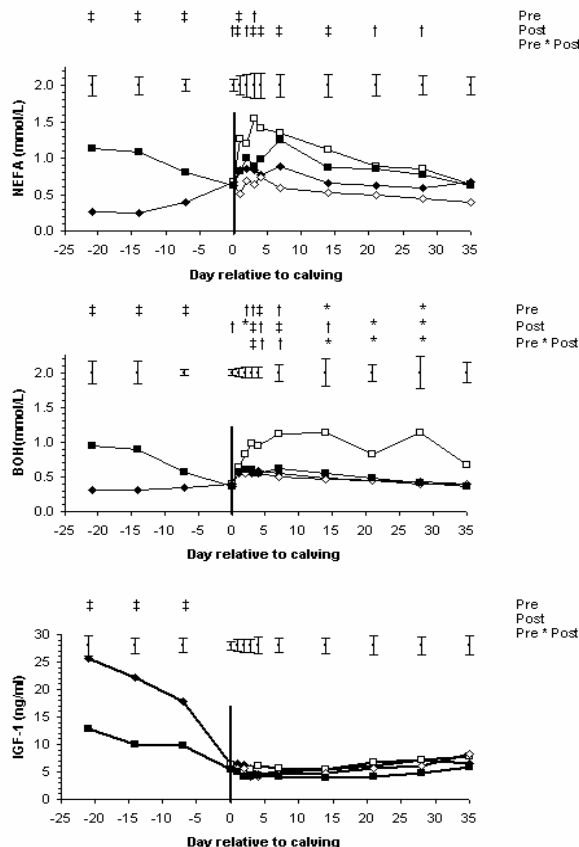 ‡ ‡ ‡ ‡ † Pre
† ‡ † ‡ ‡ ‡ ‡ † † Post
Pre * Post
NEFA (mmol/L)
2.0
1.5
1.0
0.5
0.0
-25 -20 -15 -10 -5 0 5 10 15 20 25 30 35
Day relative to calving
‡ ‡ ‡ † † ‡ † * * Pre
† * ‡ † ‡ † * * Post
‡ † † * * * Pre * Post
BOH(mmol/L)
2.0
1.5
1.0
0.5
0.0
-25 -20 -15 -10 -5 0 5 10 15 20 25 30 35
Day relative to calving
‡ ‡ ‡ Pre
Post
Pre * Post
IGF-1 (ng/ml)
30
25
20
15
10
5
0
-25 -20 -15 -10 -5 0 5 10 15 20 25 30 35
Day relative to calving